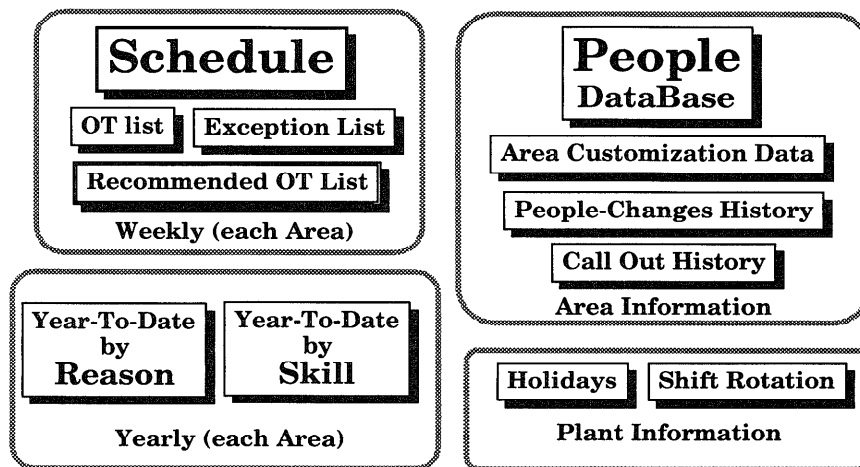 Schedule
OT list
Exception List
Recommended OT List
Weekly (each Area)
People
DataBase
Area Customization Data
People-Changes History
Call Out History
Area Information
Year-To-Date
by
Reason
Year-To-Date
by
Skill
Yearly (each Area)
Holidays
Shift Rotation
Plant Information